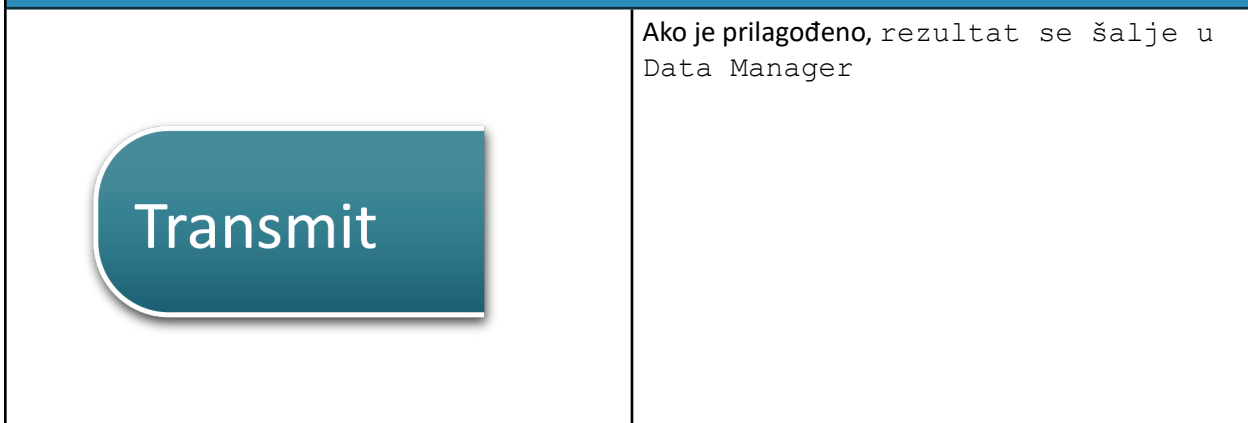 Ako je prilagođeno, rezultat se šalje u
Data Manager
Transmit